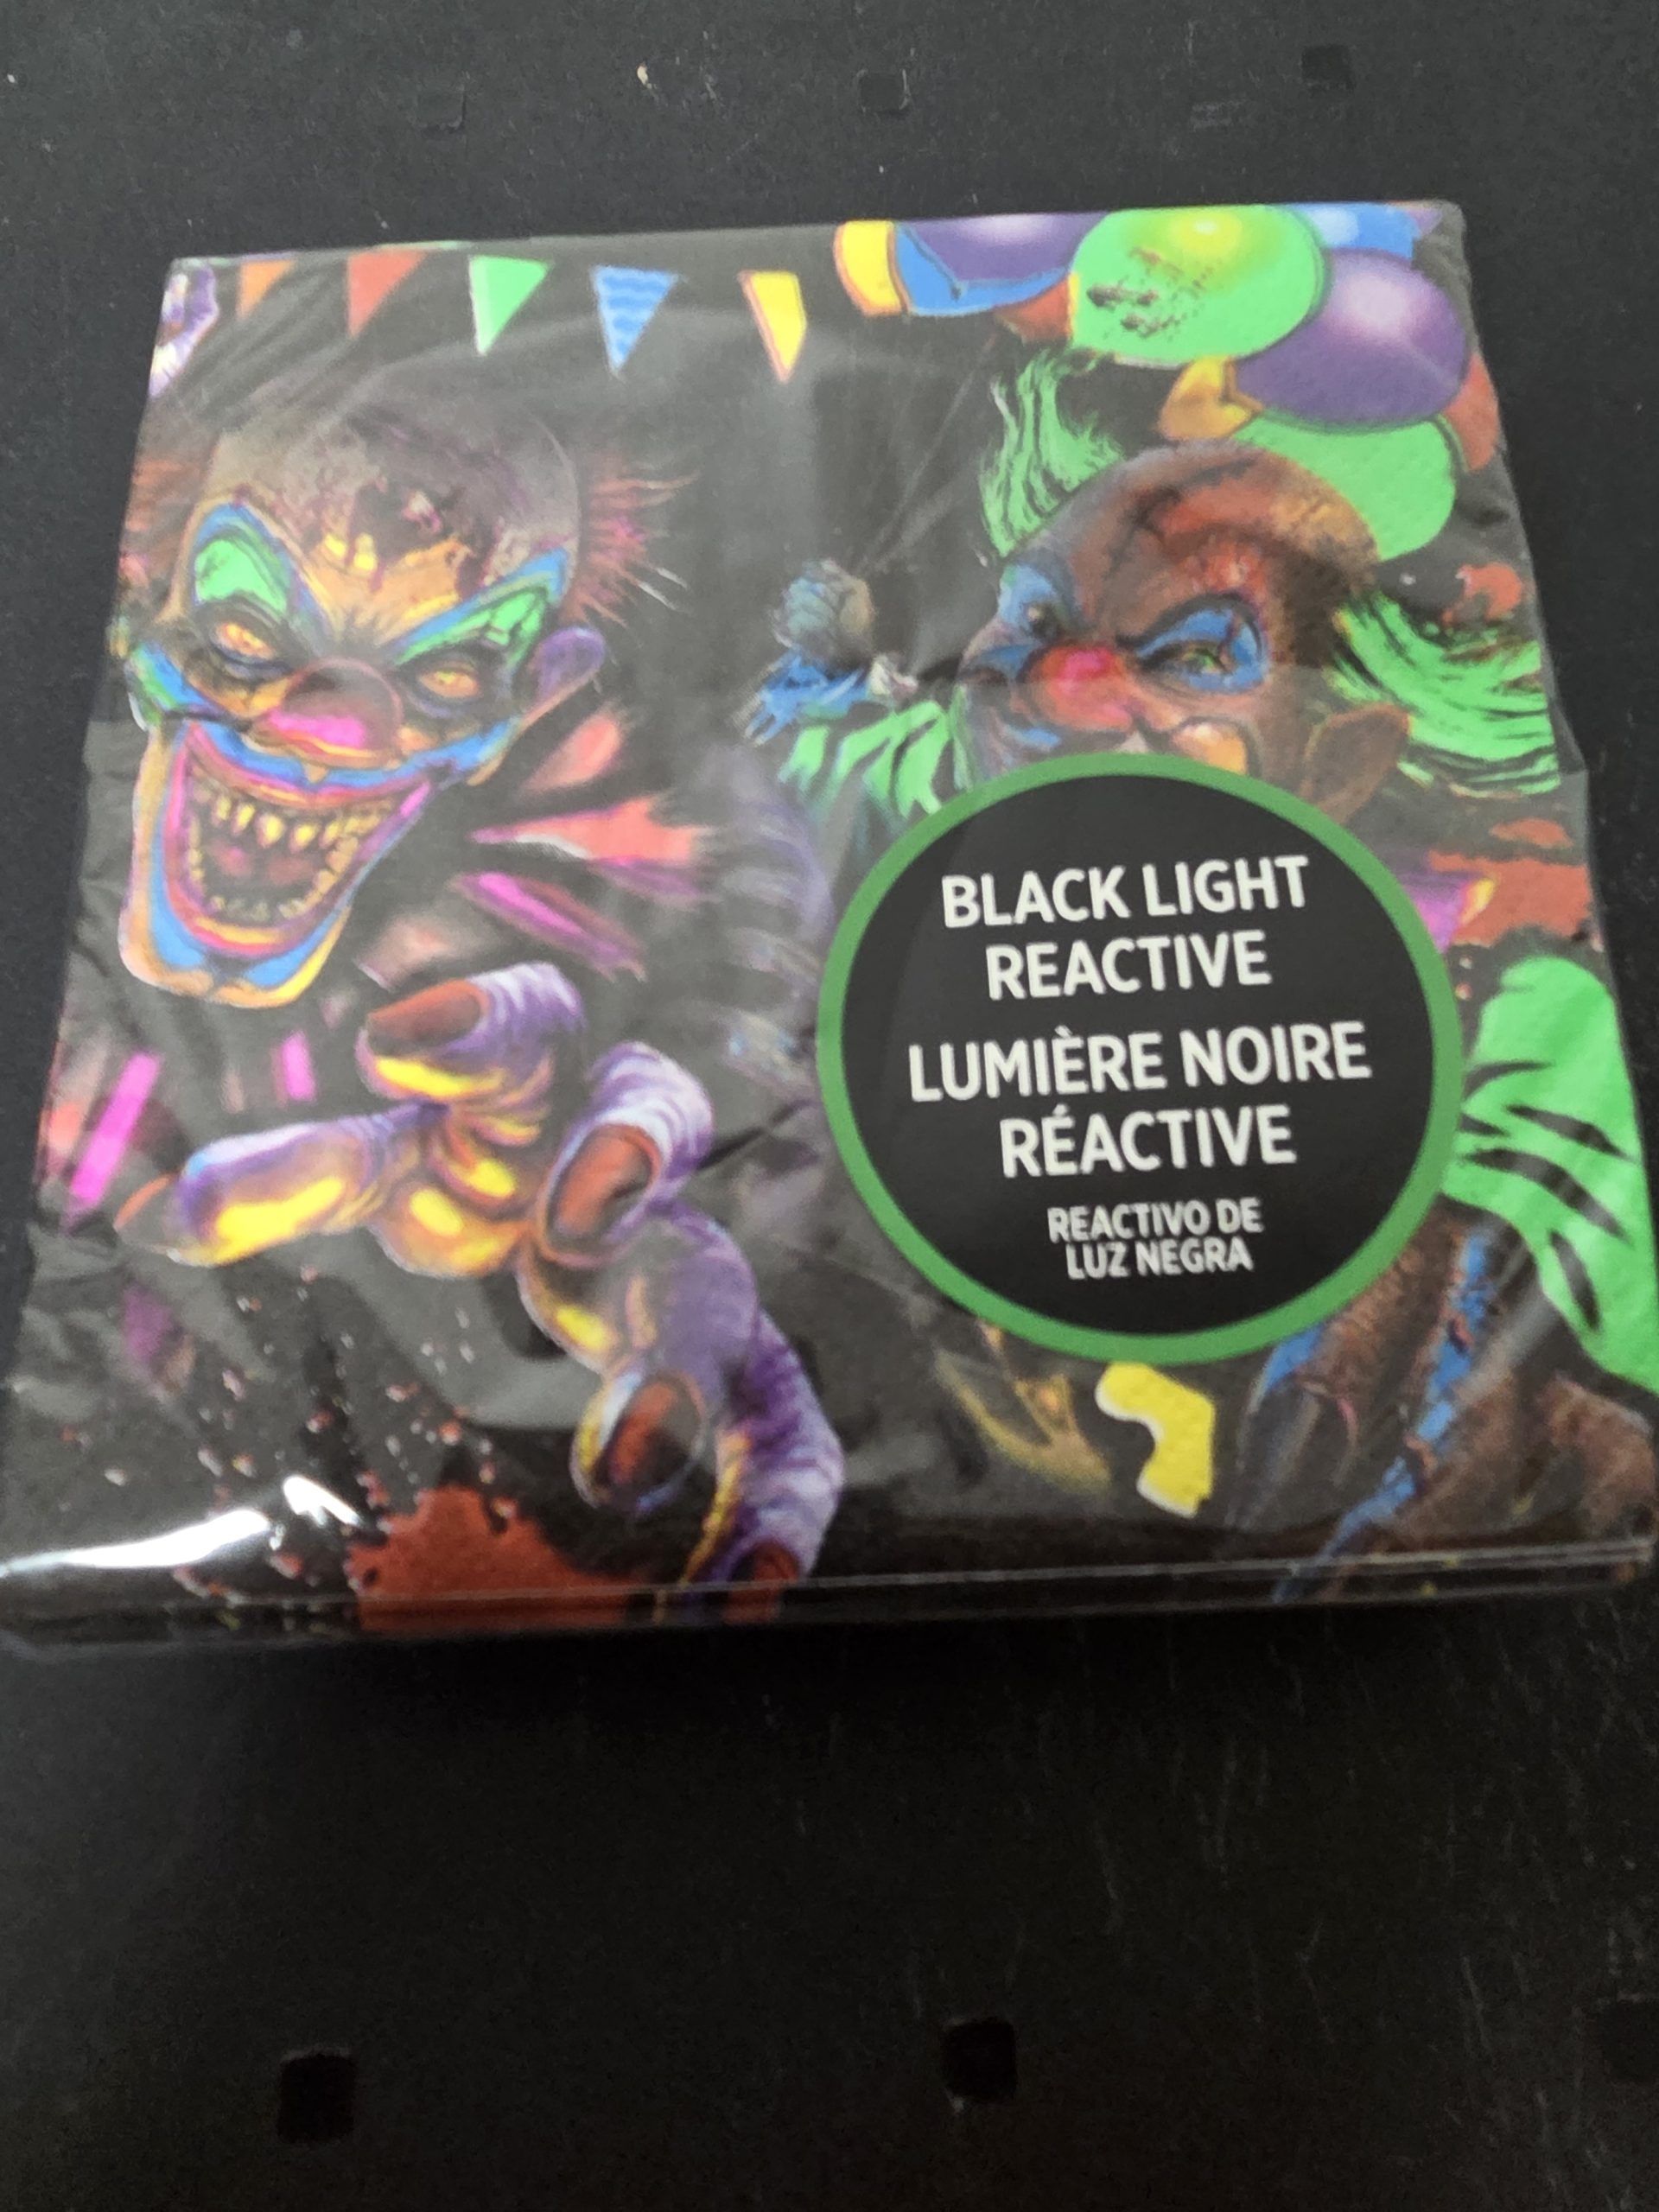 BLACK LIGHT
REACTIVE
LUMIÈRE NOIRE
RÉACTIVE
REACTIVO DE
LUZ NEGRA